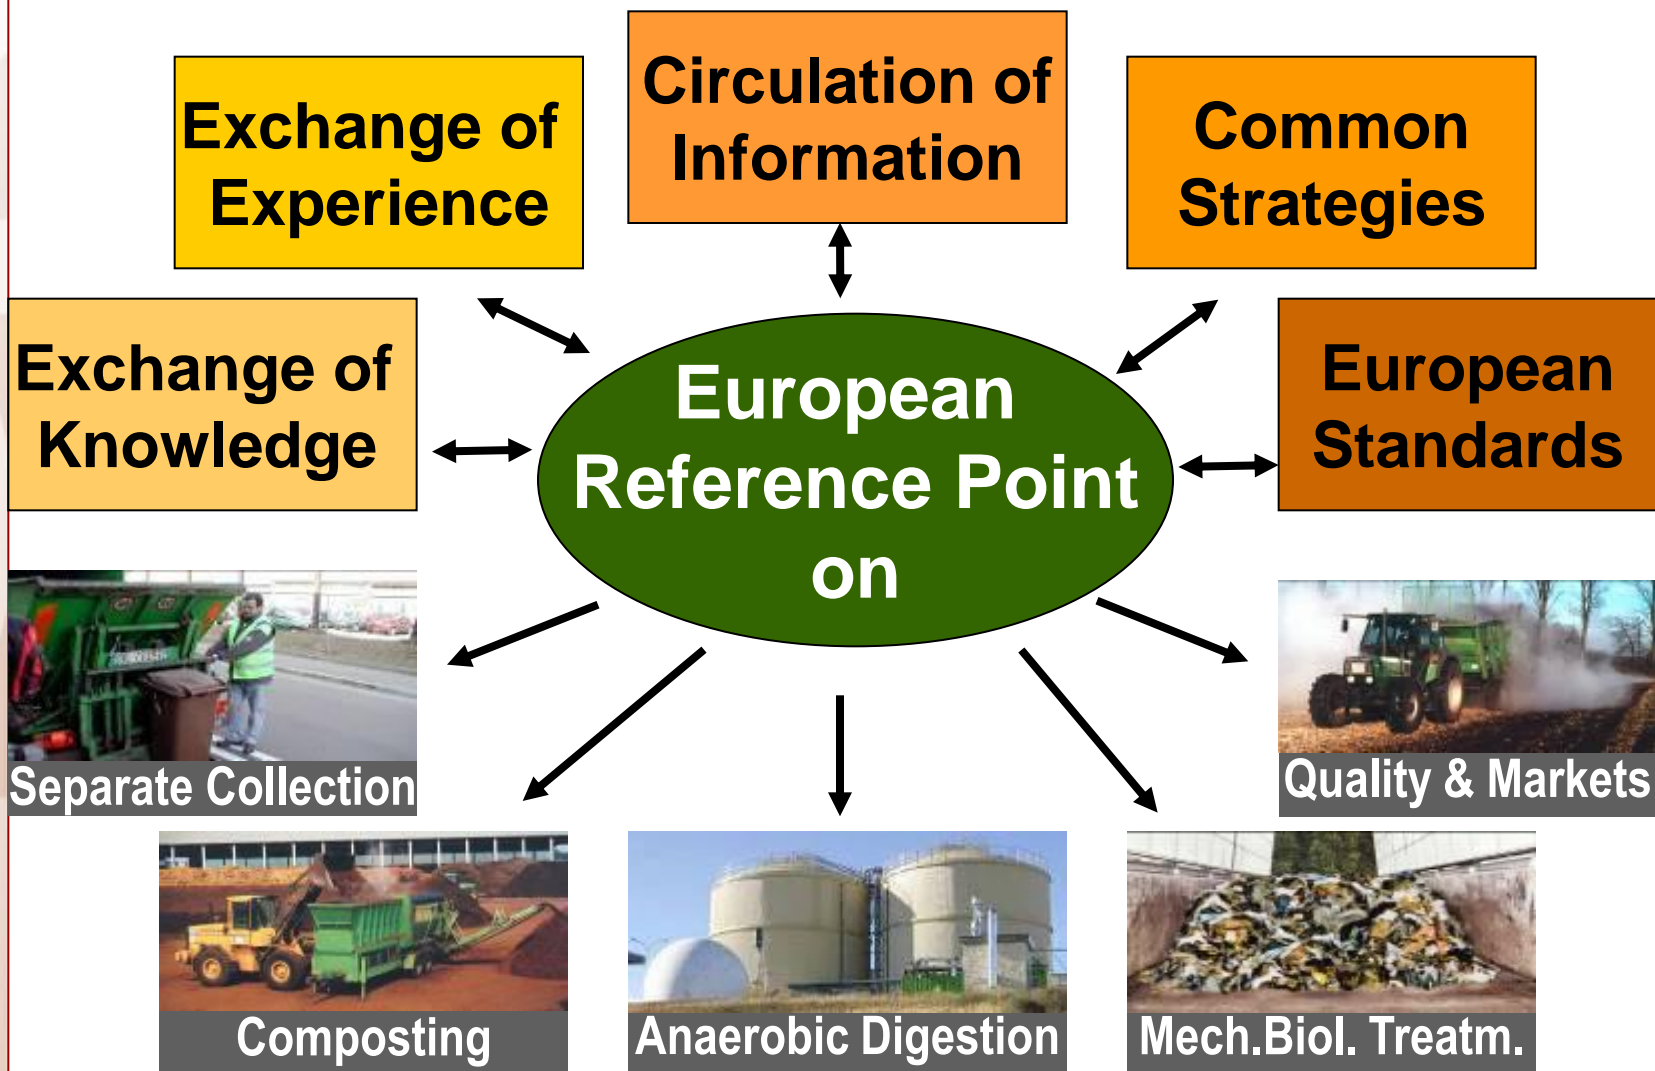 Circulation of
Information
Exchange of
Experience
Common
Strategies
Exchange of
Knowledge
European
Standards
European
Reference Point
on
Separate Collection
Quality & Markets
Composting
Anaerobic Digestion
Mech.Biol. Treatm.